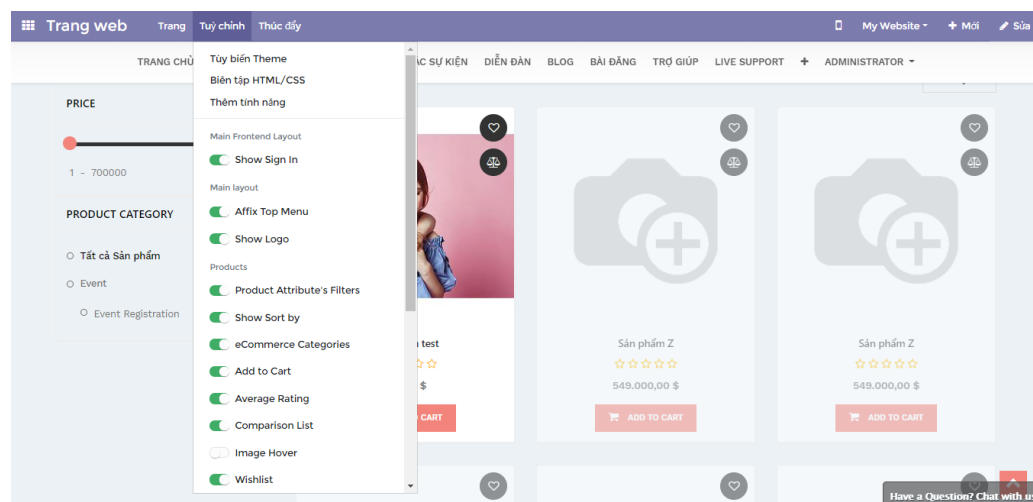 Trang web Trang Tuỳ chỉnh Thúc đẩy My Website + Mới Sửa
TRANG CHỦ SỰ KIỆN DIỄN ĐÀN BLOG BÀI ĐĂNG TRỢ GIÚP LIVE SUPPORT + ADMINISTRATOR
Tùy biến Theme
Biên tập HTML/CSS
Thêm tính năng
Main Frontend Layout
Show Sign In
Main layout
Affix Top Menu
Show Logo
Products
Product Attribute's Filters
Show Sort by
eCommerce Categories
Add to Cart
Average Rating
Comparison List
Image Hover
Wishlist
PRICE
1 - 700000
PRODUCT CATEGORY
Tất cả Sản phẩm
Event
Event Registration
test
$
CART
Sản phẩm Z
549.000,00 $
ADD TO CART
Sản phẩm Z
549.000,00 $
ADD TO CART
Have a Question? Chat with u